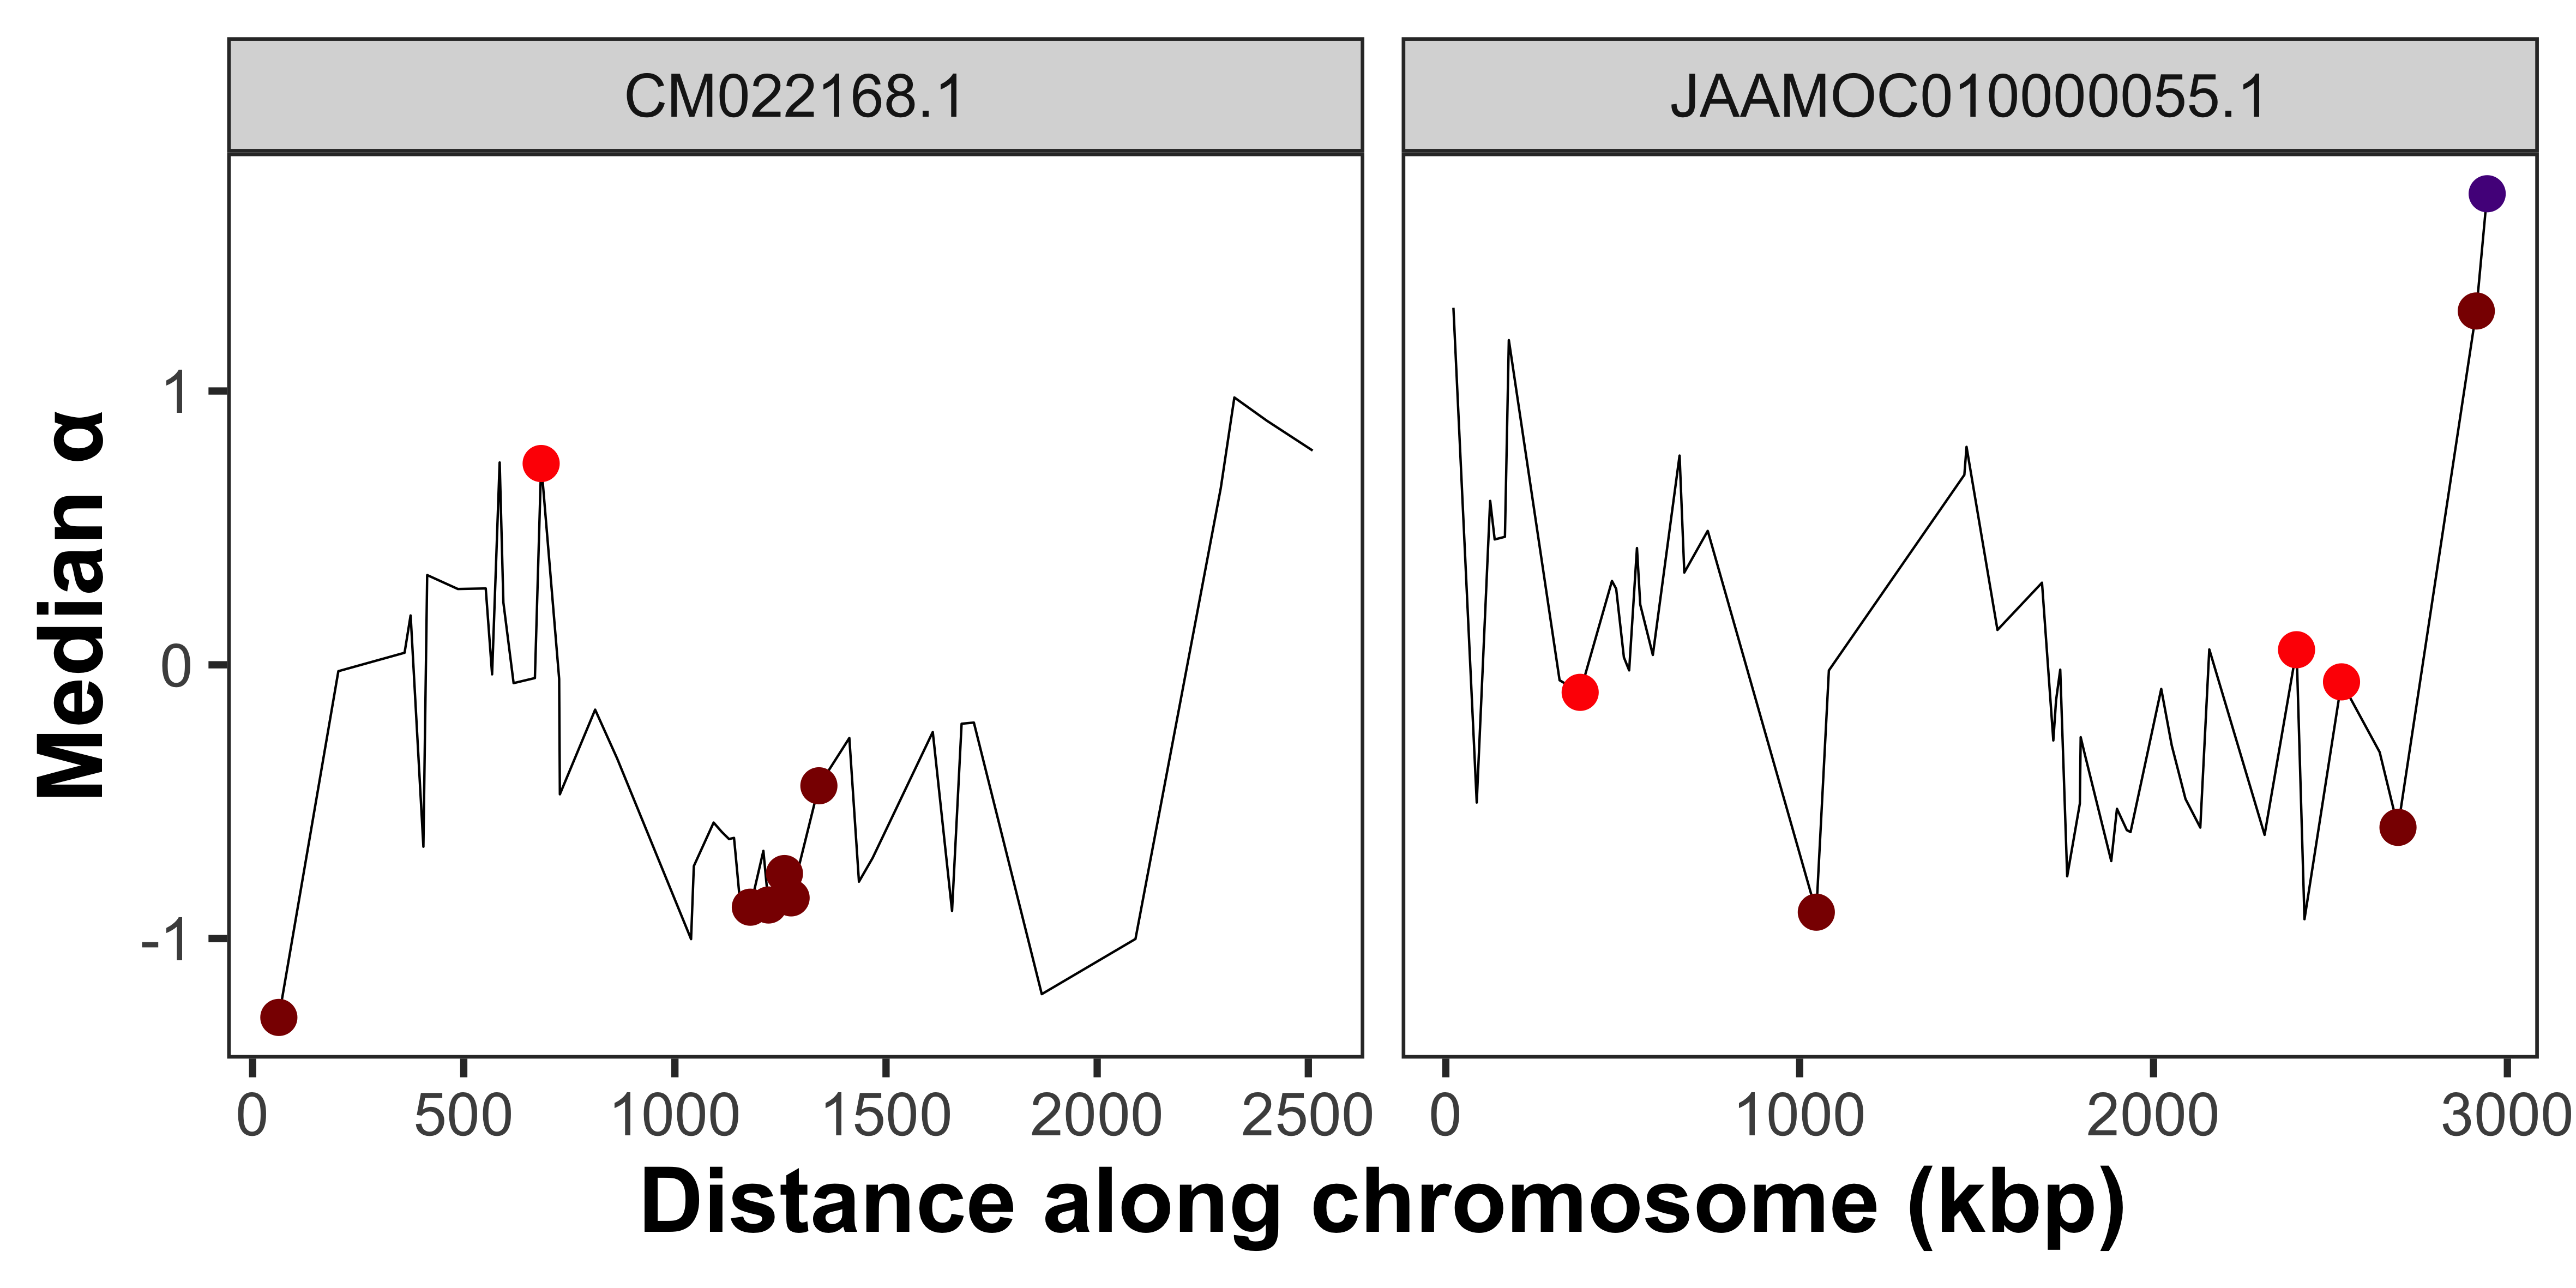 CM022168.1
JAAMOC010000055.1
Median α
1
0
-1
0 500 1000 1500 2000 2500
0 1000 2000 3000
Distance along chromosome (kbp)